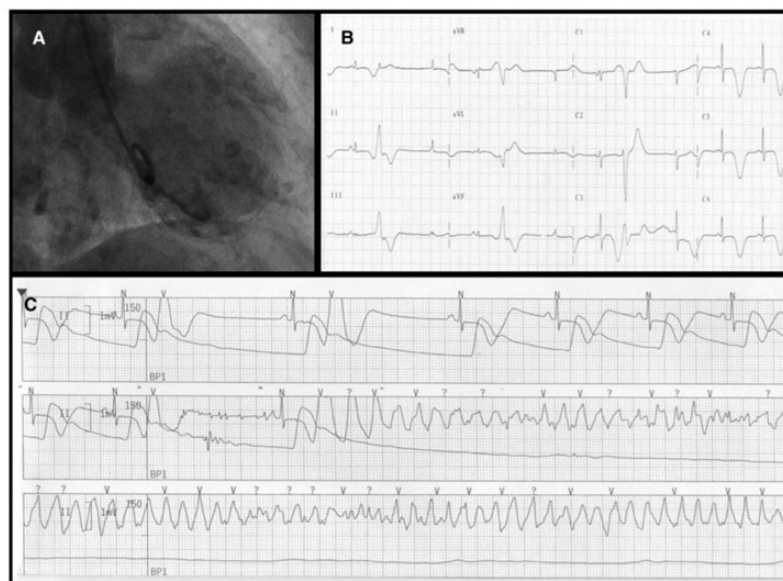 A
B
I aVR C1 C4
II aVL C2 C5
III aVF C3 C6
C
N N V N V N N N N
II 1mV 150
BP1
N N V N V ? V ? ? V V ? V ? V
II 1mV 150
BP1
? ? V V V V ? ? ? ? V V V V V V V
II 1mV 150
BP1